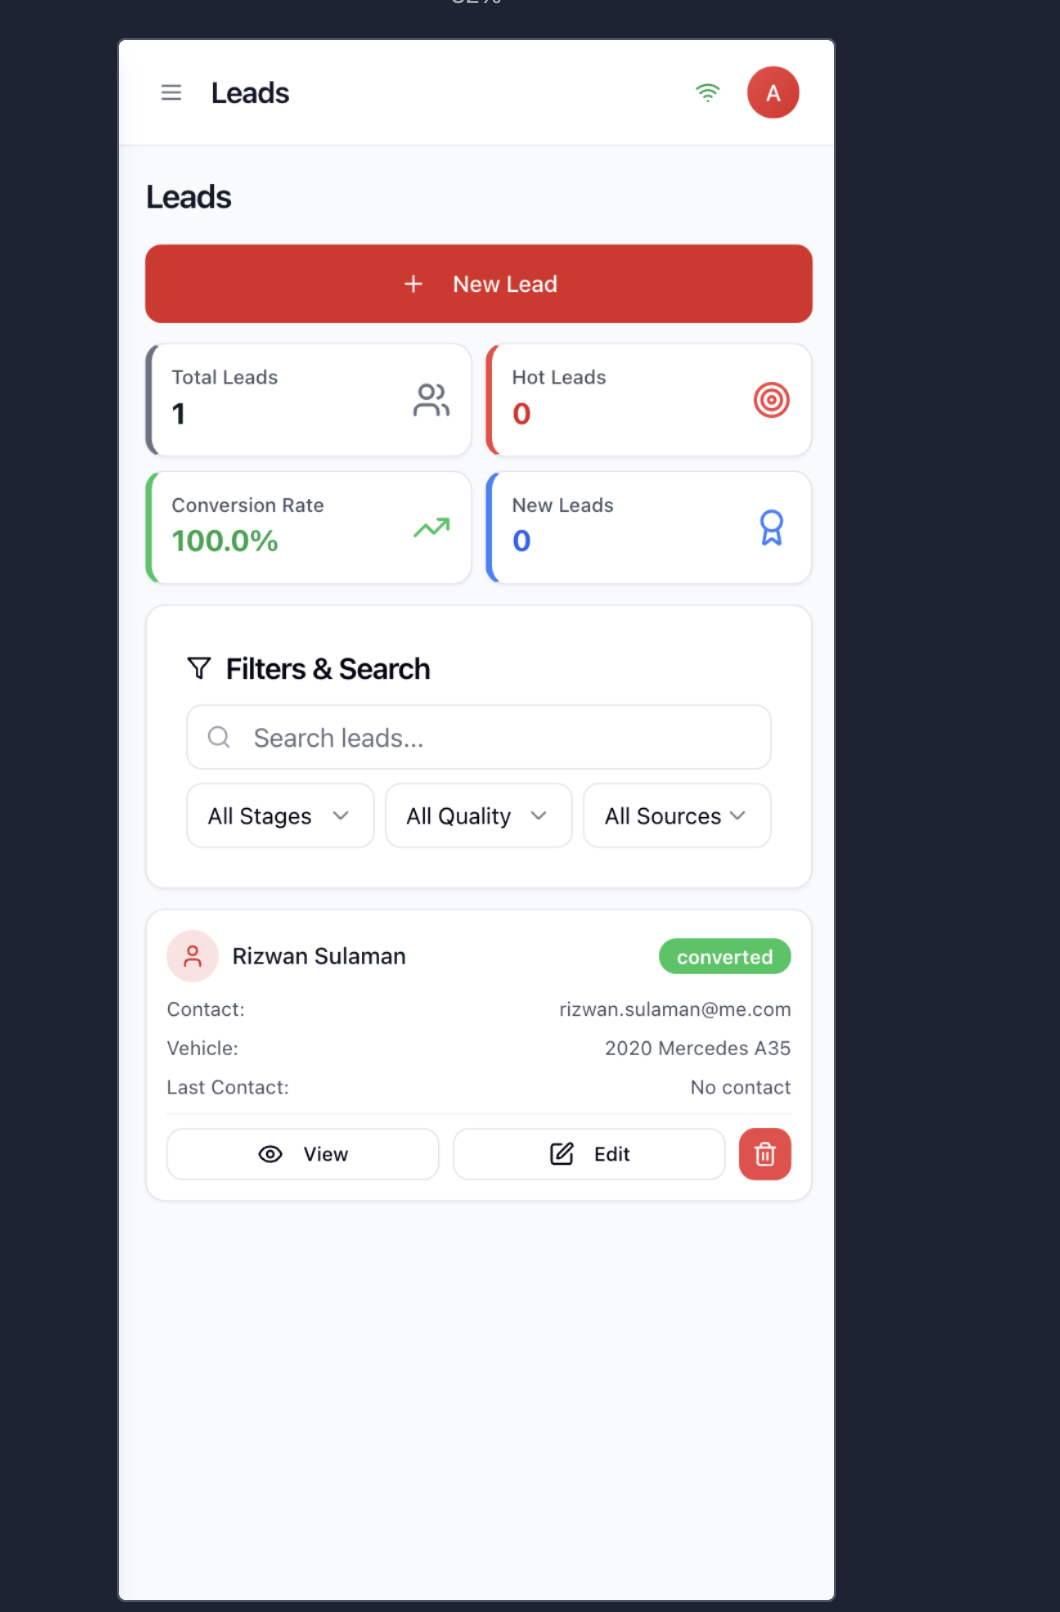 Leads
A
Leads
+ New Lead
Total Leads
1
Hot Leads
0
Conversion Rate
100.0%
New Leads
0
Filters & Search
Search leads...
All Stages
All Quality
All Sources
Rizwan Sulaman
converted
Contact: rizwan.sulaman@me.com
Vehicle: 2020 Mercedes A35
Last Contact: No contact
View
Edit